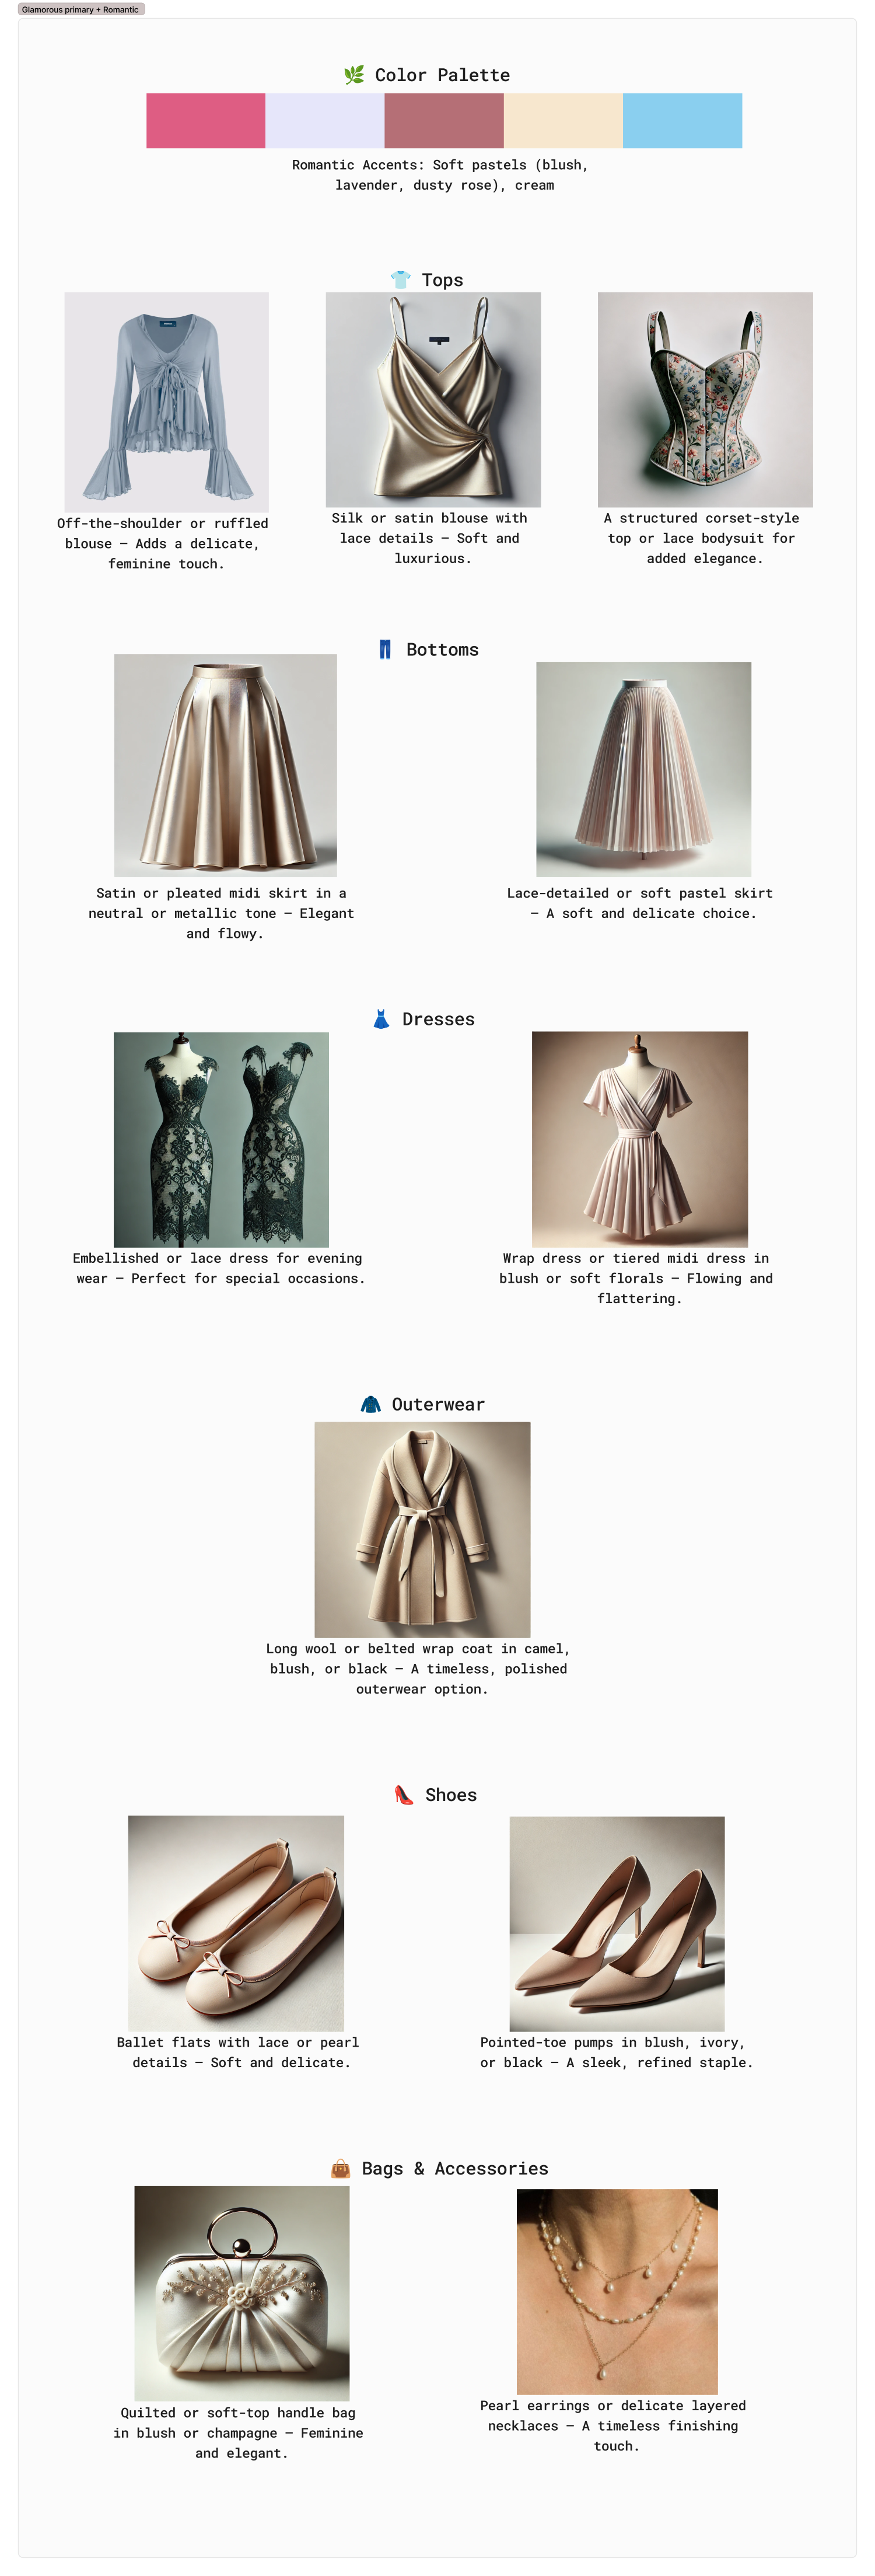 Glamorous primary + Romantic
🌿 Color Palette
Romantic Accents: Soft pastels (blush,
lavender, dusty rose), cream
👕 Tops
Off-the-shoulder or ruffled
blouse – Adds a delicate,
feminine touch.
Silk or satin blouse with
lace details – Soft and
luxurious.
A structured corset-style
top or lace bodysuit for
added elegance.
👖 Bottoms
Satin or pleated midi skirt in a
neutral or metallic tone – Elegant
and flowy.
Lace-detailed or soft pastel skirt
– A soft and delicate choice.
👗 Dresses
Embellished or lace dress for evening
wear – Perfect for special occasions.
Wrap dress or tiered midi dress in
blush or soft florals – Flowing and
flattering.
🧥 Outerwear
Long wool or belted wrap coat in camel,
blush, or black – A timeless, polished
outerwear option.
👠 Shoes
Ballet flats with lace or pearl
details – Soft and delicate.
Pointed-toe pumps in blush, ivory,
or black – A sleek, refined staple.
👜 Bags & Accessories
Quilted or soft-top handle bag
in blush or champagne – Feminine
and elegant.
Pearl earrings or delicate layered
necklaces – A timeless finishing
touch.